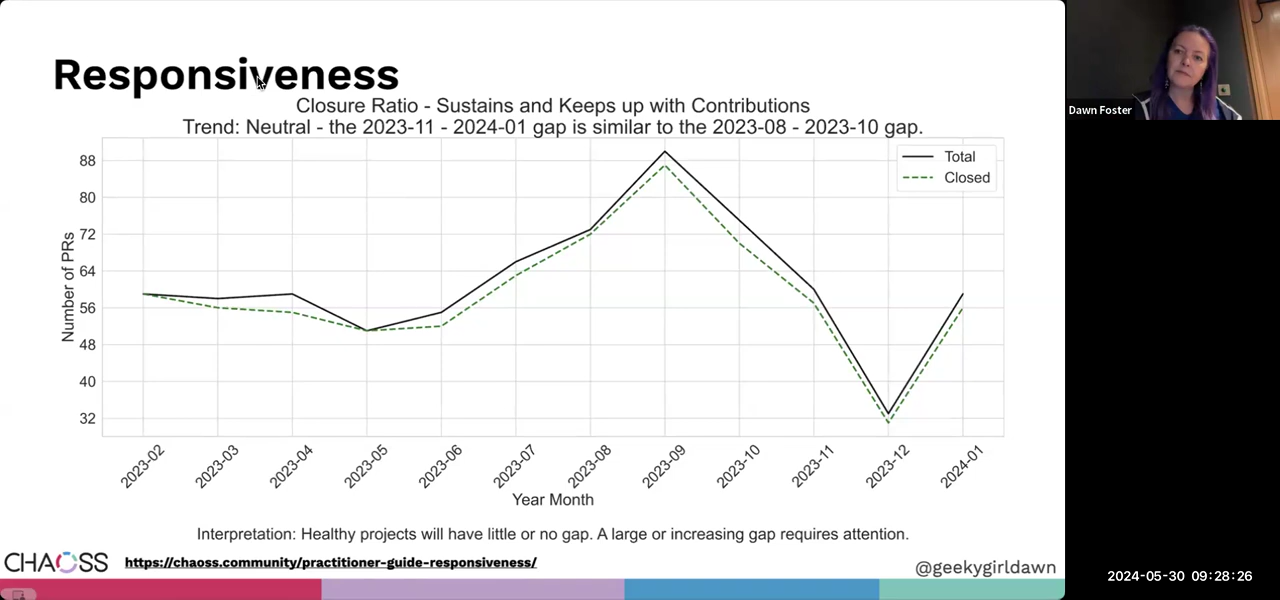 Responsiveness
Closure Ratio - Sustains and Keeps up with Contributions
Trend: Neutral - the 2023-11 - 2024-01 gap is similar to the 2023-08 - 2023-10 gap.
Total
Closed
88
80
72
64
56
48
40
32
Number of PRs
2023-02
2023-03
2023-04
2023-05
2023-06
2023-07
2023-08
2023-09
2023-10
2023-11
2023-12
2024-01
Year Month
Interpretation: Healthy projects will have little or no gap. A large or increasing gap requires attention.
CHAOSS
https://chaoss.community/practitioner-guide-responsiveness/
@geekygirldawn
Dawn Foster
2024-05-30 09:28:26